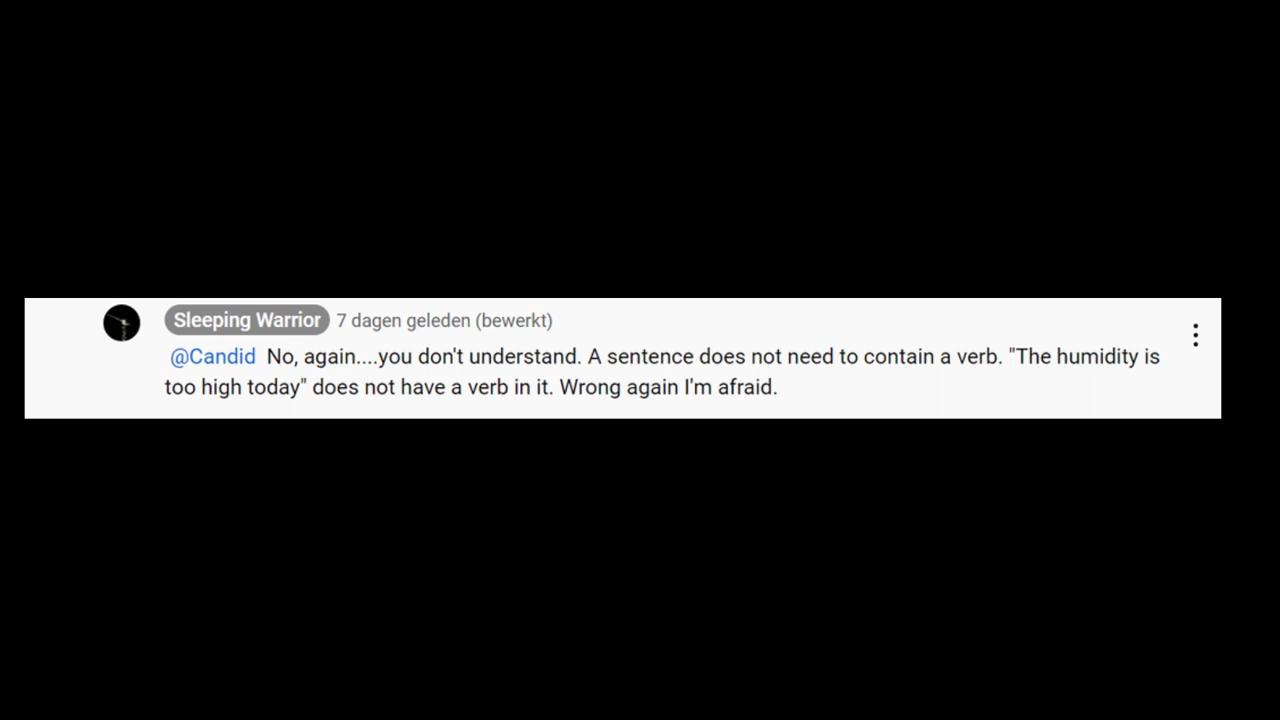 Sleeping Warrior 7 dagen geleden (bewerkt)
@Candid No, again....you don't understand. A sentence does not need to contain a verb. "The humidity is
too high today" does not have a verb in it. Wrong again I'm afraid.